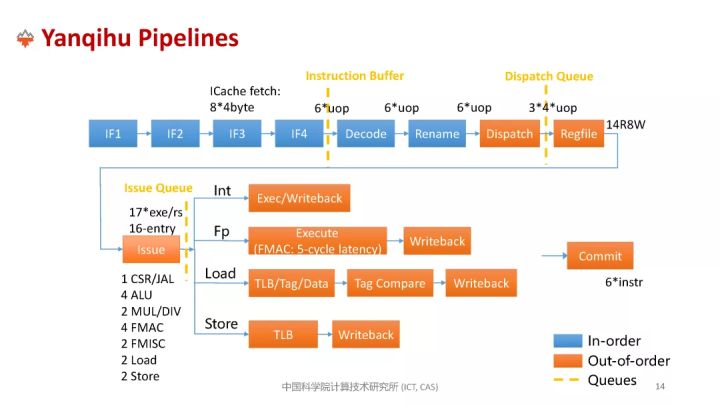 Yanqihu Pipelines
Instruction Buffer
Dispatch Queue
ICache fetch:
8*4byte
6*uop
6*uop
6*uop
3*4*uop
IF1
IF2
IF3
IF4
Decode
Rename
Dispatch
Regfile
14R8W
Issue Queue
17*exe/rs
16-entry
Issue
1 CSR/JAL
4 ALU
2 MUL/DIV
4 FMAC
2 FMISC
2 Load
2 Store
Int
Exec/Writeback
Fp
Execute
(FMAC: 5-cycle latency)
Writeback
Load
TLB/Tag/Data
Tag Compare
Writeback
Store
TLB
Writeback
Commit
6*instr
In-order
Out-of-order
Queues
中国科学院计算技术研究所 (ICT, CAS)
14